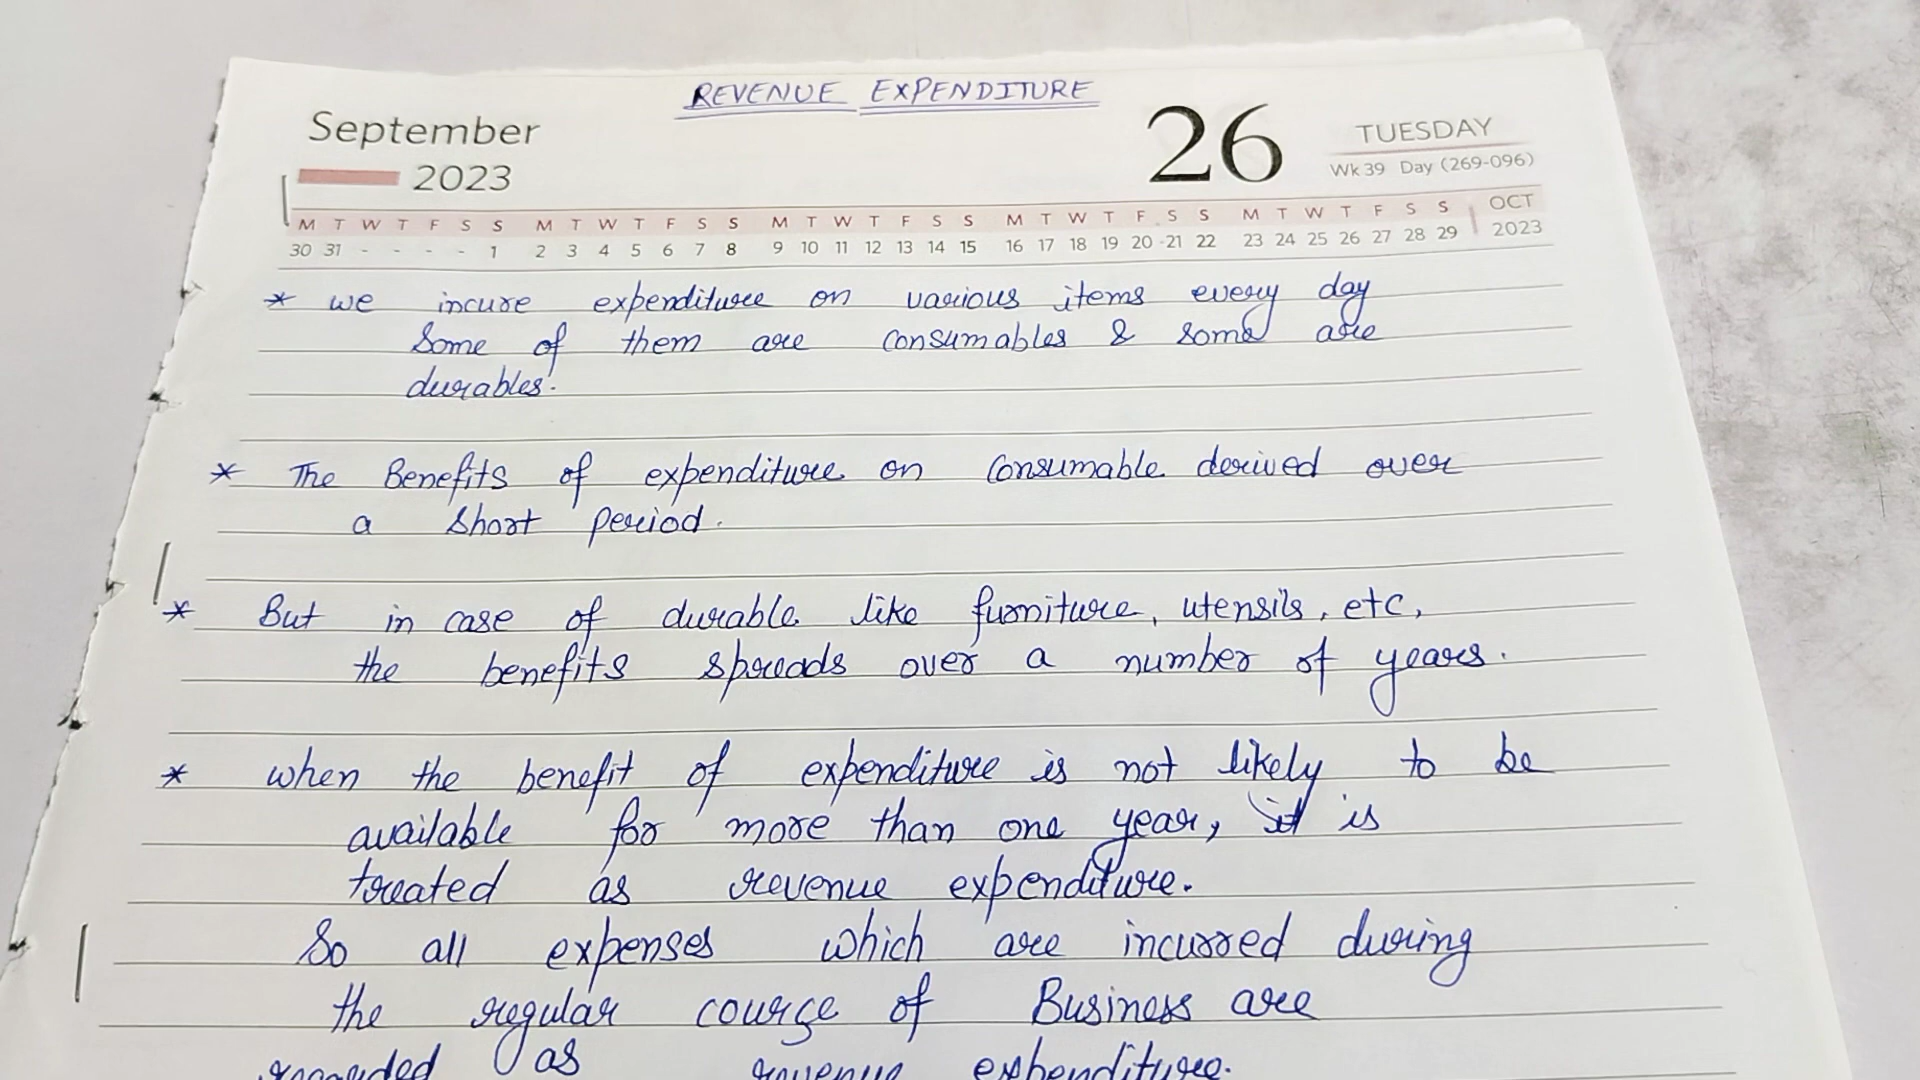 REVENUE EXPENDITURE
September
2023
26
TUESDAY
Wk 39 Day (269-096)
M T W T F S S M T W T F S S M T W T F S S M T W T F S S M T W T F S S OCT
30 31 - - - - 1 2 3 4 5 6 7 8 9 10 11 12 13 14 15 16 17 18 19 20 21 22 23 24 25 26 27 28 29 2023
* we incure expenditure on various items every day
Some of them are consumables & some are
durables.
* The Benefits of expenditure on Consumable derived over
a short period.
* But in case of durable like furniture, utensils, etc,
the benefits spreads over a number of years.
* when the benefit of expenditure is not likely to be
available for more than one year, it is
treated as revenue expenditure.
So all expenses which are incurred during
the regular course of Business are
regarded as revenue expenditure.